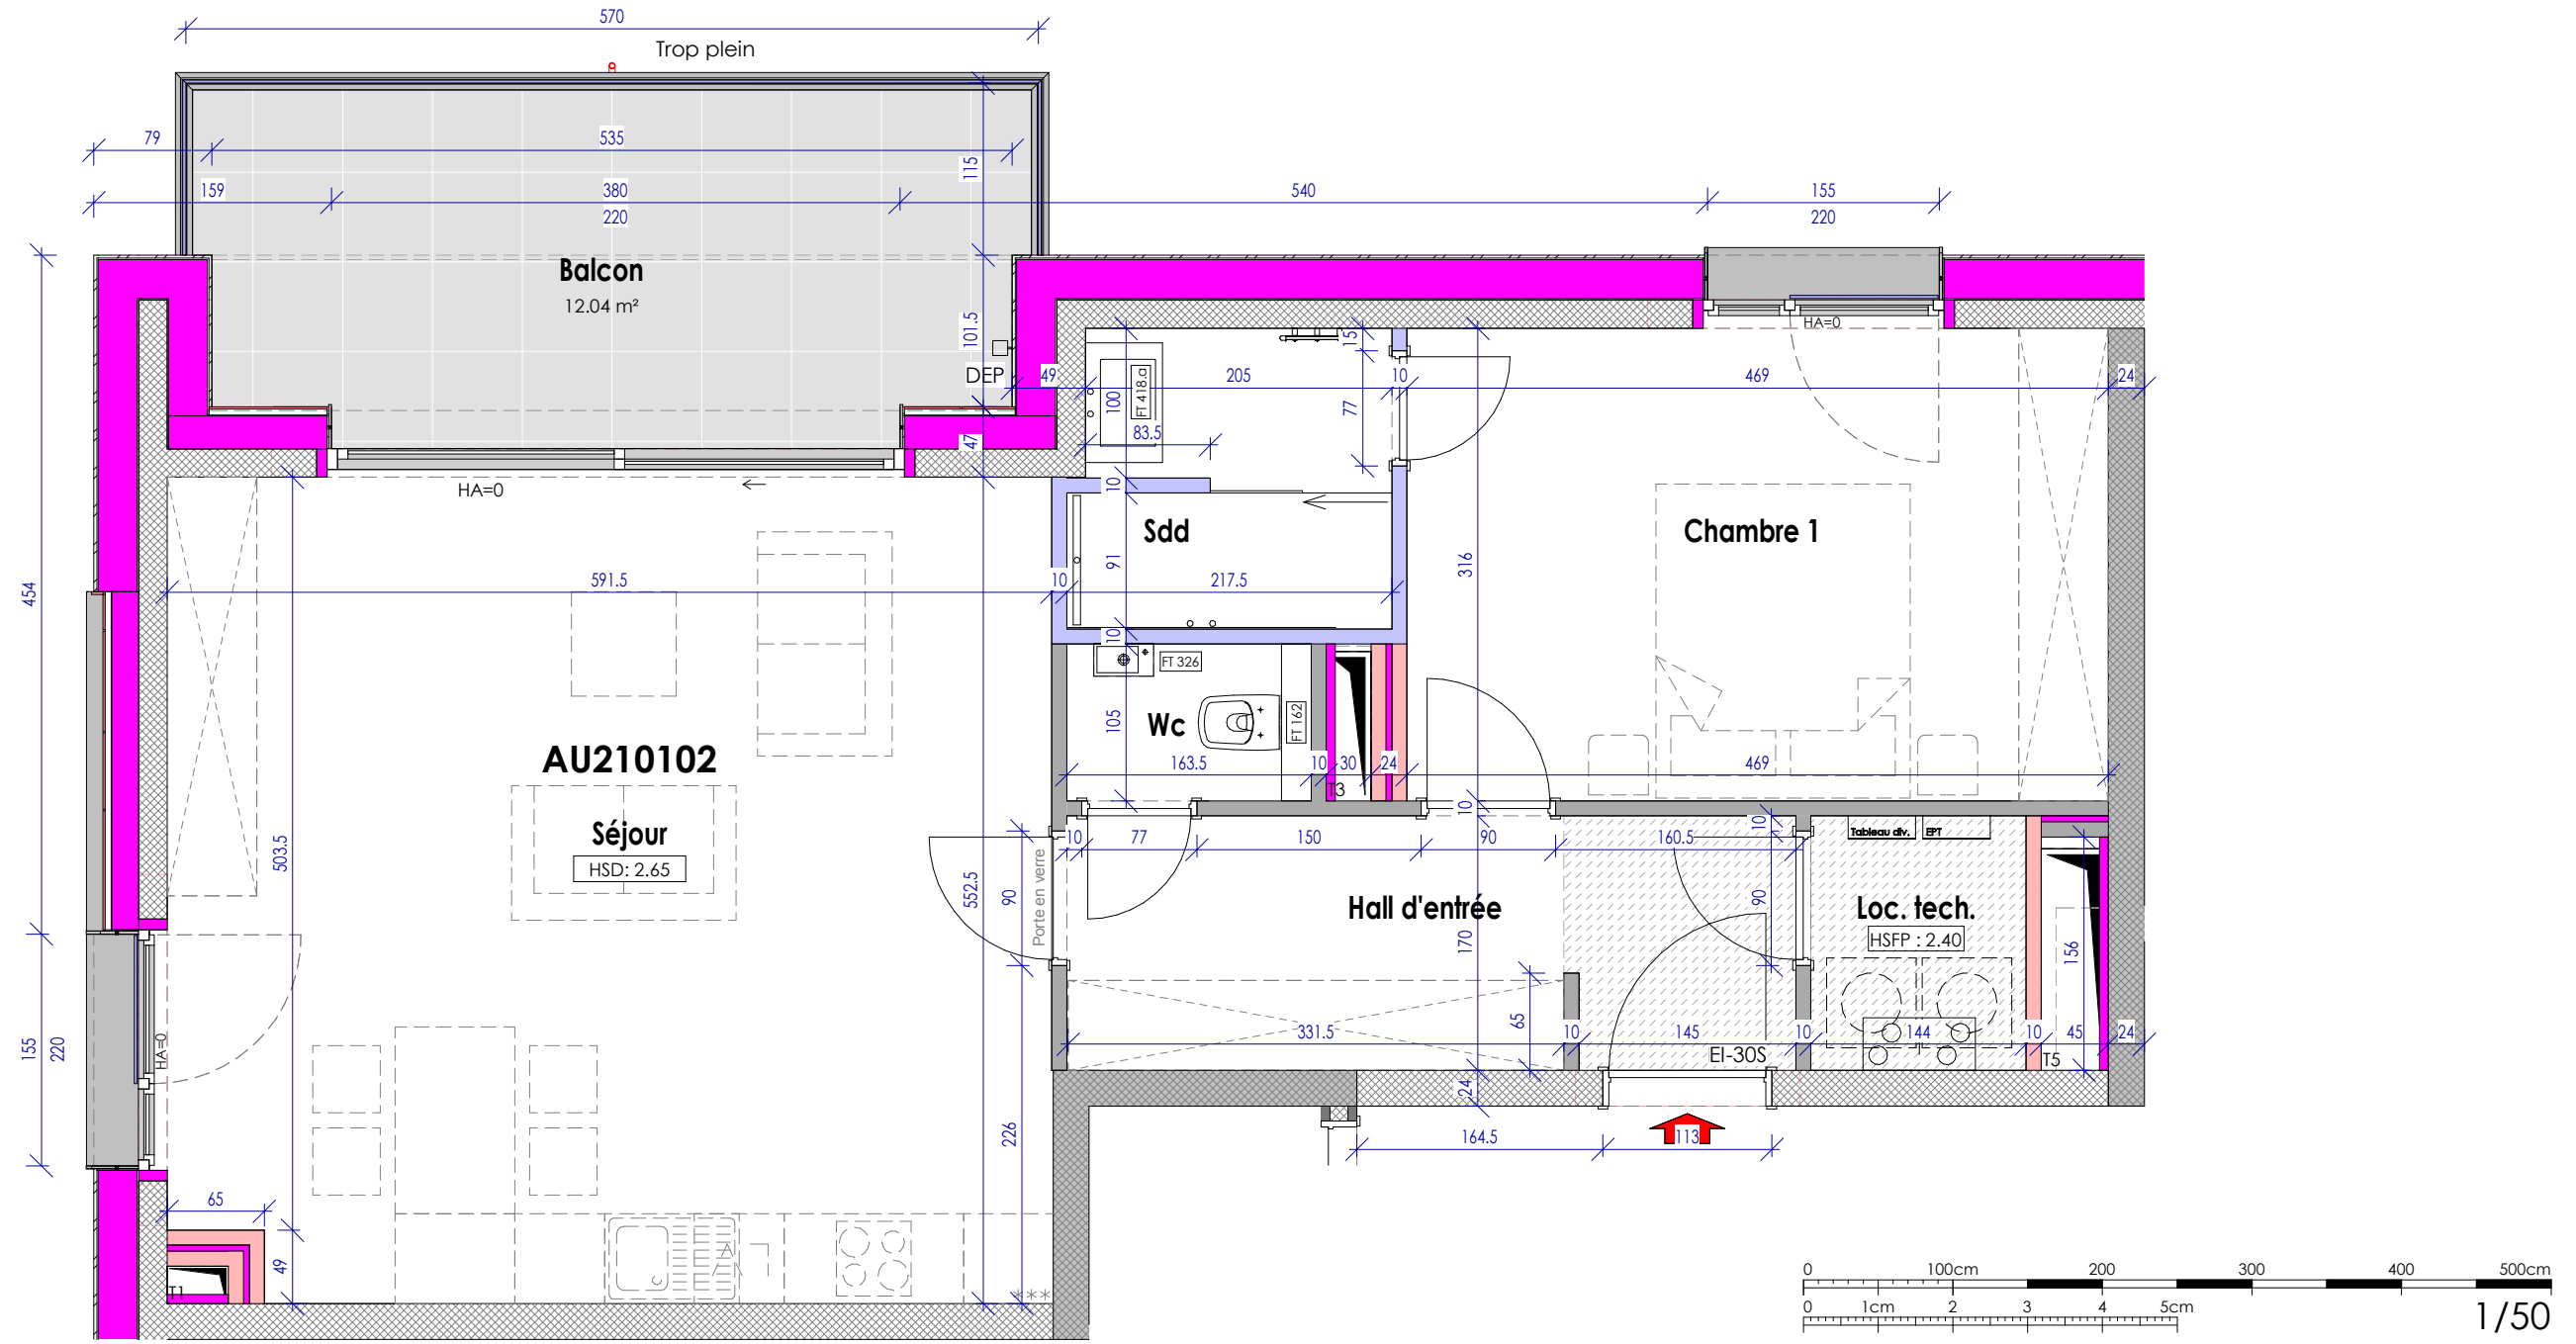 570
Trop plein
79
535
115
159
380
220
540
155
220
Balcon
12.04 m²
101.5
DEP
HA=0
15
49
205
10
469
24
FT 418.a
100
77
83.5
47
HA=0
10
Sdd
Chambre 1
454
91
316
591.5
10
217.5
10
FT 326
105
Wc
FT 162
AU210102
163.5
10
30
24
469
T3
Séjour
HSD: 2.65
503.5
10
77
150
10
90
160.5
10
Tableau div.
EPT
Porte en verre
552.5
90
90
Hall d'entrée
Loc. tech.
HSFP : 2.40
170
156
155
220
HA=0
331.5
65
10
145
10
144
10
45
24
EI-30S
T5
24
226
164.5
113
65
49
T1
***
0 100cm 200 300 400 500cm
0 1cm 2 3 4 5cm
1/50